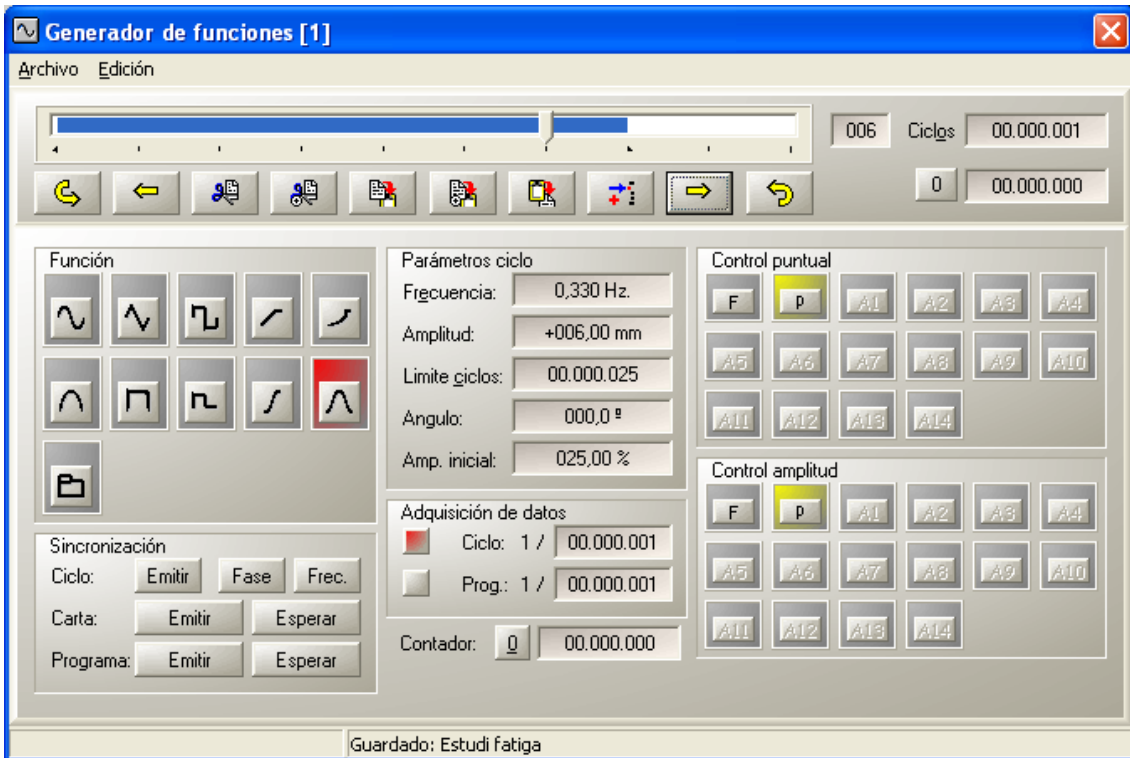 Generador de funciones [1]
Archivo Edición
006 Ciclos 00.000.001
0 00.000.000
Función
Parámetros ciclo
Frecuencia: 0,330 Hz.
Amplitud: +006,00 mm
Limite ciclos: 00.000.025
Angulo: 000,0 º
Amp. inicial: 025,00 %
Control puntual
F P A1 A2 A3 A4
A5 A6 A7 A8 A9 A10
A11 A12 A13 A14
Control amplitud
F P A1 A2 A3 A4
A5 A6 A7 A8 A9 A10
A11 A12 A13 A14
Adquisición de datos
Ciclo: 1 / 00.000.001
Prog.: 1 / 00.000.001
Contador: 0 00.000.000
Sincronización
Ciclo: Emitir Fase Frec.
Carta: Emitir Esperar
Programa: Emitir Esperar
Guardado: Estudi fatiga